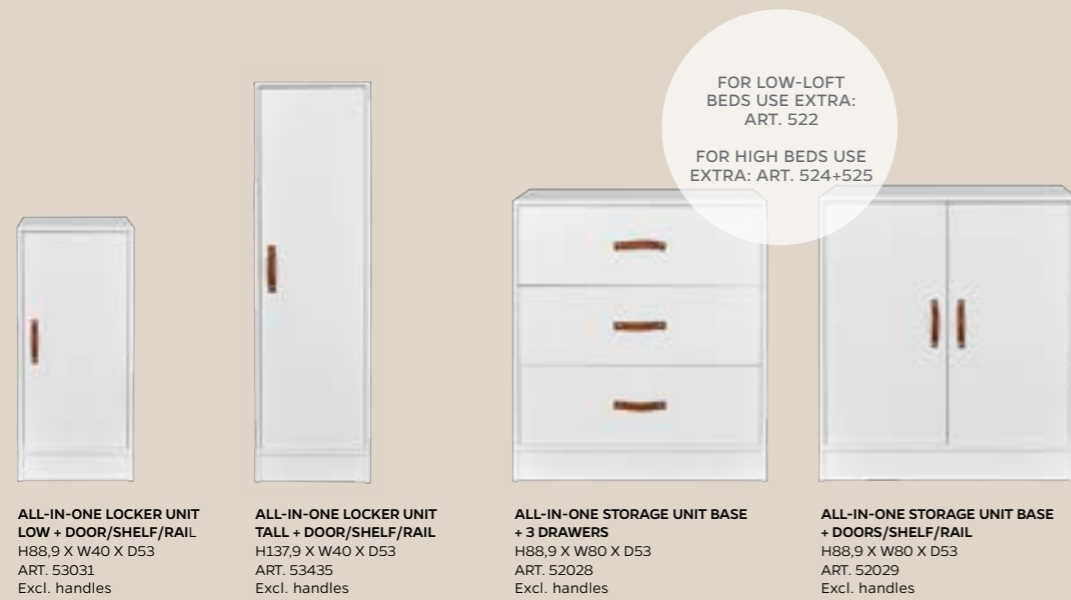 FOR LOW-LOFT
BEDS USE EXTRA:
ART. 522
FOR HIGH BEDS USE
EXTRA: ART. 524+525
ALL-IN-ONE LOCKER UNIT
LOW + DOOR/SHELF/RAIL
H88,9 X W40 X D53
ART. 53031
Excl. handles
ALL-IN-ONE LOCKER UNIT
TALL + DOOR/SHELF/RAIL
H137,9 X W40 X D53
ART. 53435
Excl. handles
ALL-IN-ONE STORAGE UNIT BASE
+ 3 DRAWERS
H88,9 X W80 X D53
ART. 52028
Excl. handles
ALL-IN-ONE STORAGE UNIT BASE
+ DOORS/SHELF/RAIL
H88,9 X W80 X D53
ART. 52029
Excl. handles